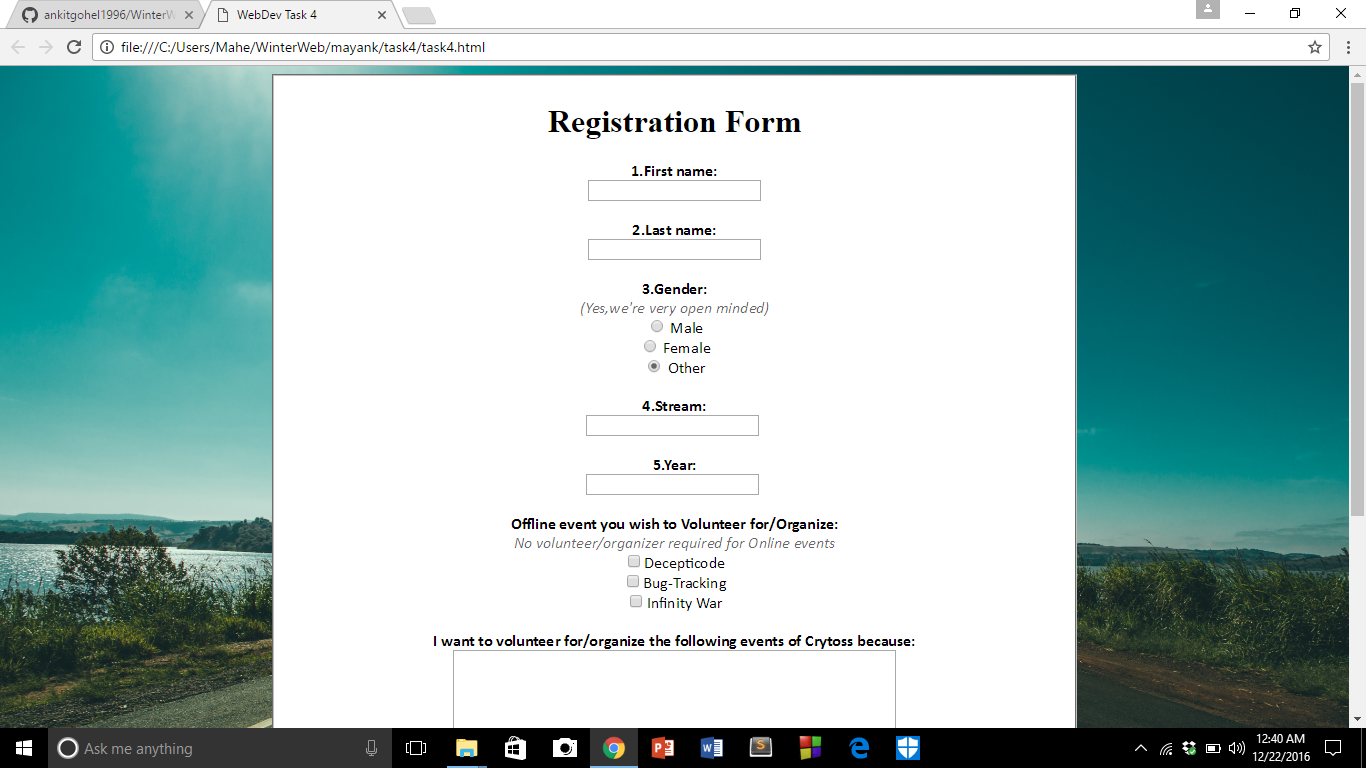 ankitgohel1996/WinterW
WebDev Task 4
file:///C:/Users/Mahe/WinterWeb/mayank/task4/task4.html
Registration Form
1.First name:
2.Last name:
3.Gender:
(Yes,we're very open minded)
Male
Female
Other
4.Stream:
5.Year:
Offline event you wish to Volunteer for/Organize:
No volunteer/organizer required for Online events
Decepticode
Bug-Tracking
Infinity War
I want to volunteer for/organize the following events of Crytoss because:
Ask me anything
12:40 AM
12/22/2016